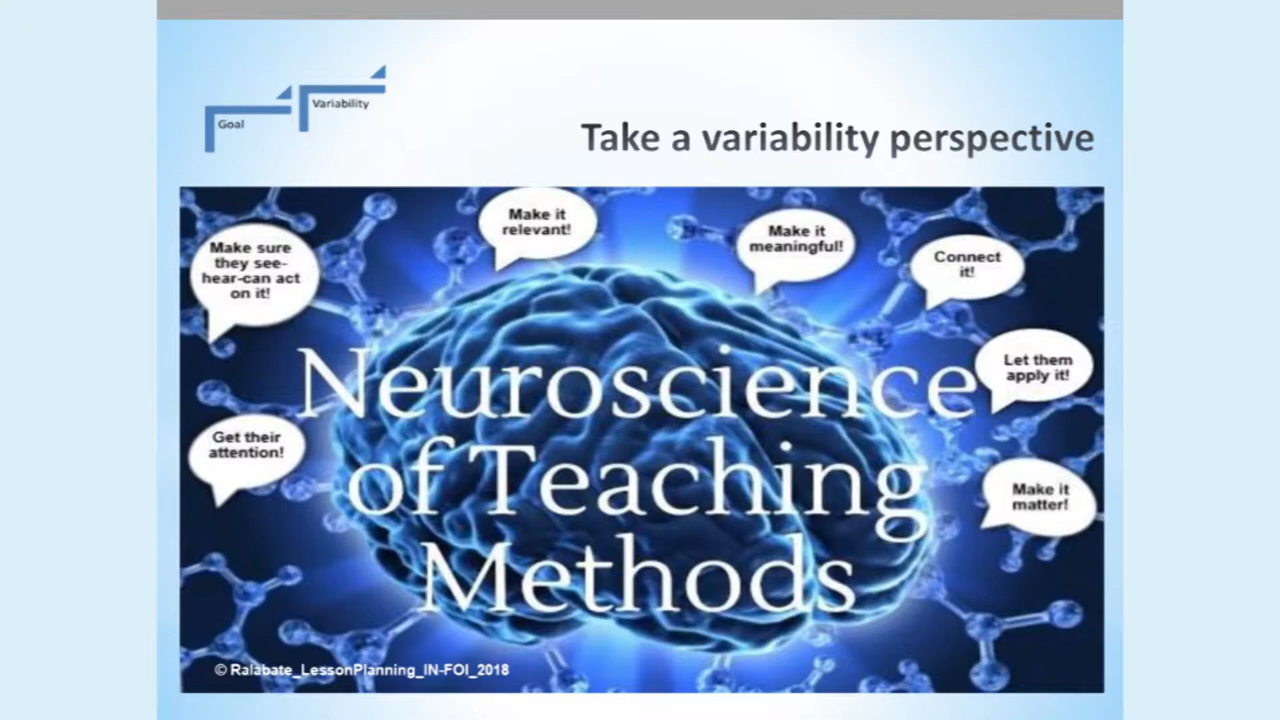 Variability
Goal
Take a variability perspective
Make it
relevant!
Make it
meaningful!
Make sure
they see-
hear-can act
on it!
Connect
it!
Let them
apply it!
Get their
attention!
Make it
matter!
Neuroscience
of Teaching
Methods
© Ralabate_LessonPlanning_IN-FOI_2018